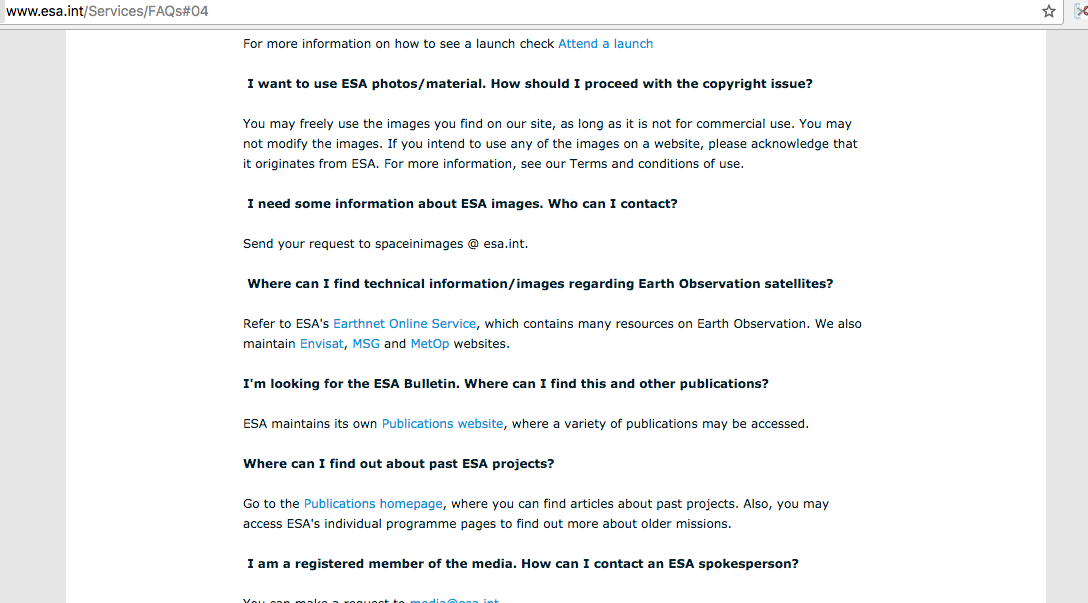 www.esa.int/Services/FAQs#04
For more information on how to see a launch check Attend a launch
I want to use ESA photos/material. How should I proceed with the copyright issue?
You may freely use the images you find on our site, as long as it is not for commercial use. You may
not modify the images. If you intend to use any of the images on a website, please acknowledge that
it originates from ESA. For more information, see our Terms and conditions of use.
I need some information about ESA images. Who can I contact?
Send your request to spaceinimages @ esa.int.
Where can I find technical information/images regarding Earth Observation satellites?
Refer to ESA's Earthnet Online Service, which contains many resources on Earth Observation. We also
maintain Envisat, MSG and MetOp websites.
I'm looking for the ESA Bulletin. Where can I find this and other publications?
ESA maintains its own Publications website, where a variety of publications may be accessed.
Where can I find out about past ESA projects?
Go to the Publications homepage, where you can find articles about past projects. Also, you may
access ESA's individual programme pages to find out more about older missions.
I am a registered member of the media. How can I contact an ESA spokesperson?
You can make a request to media@esa.int